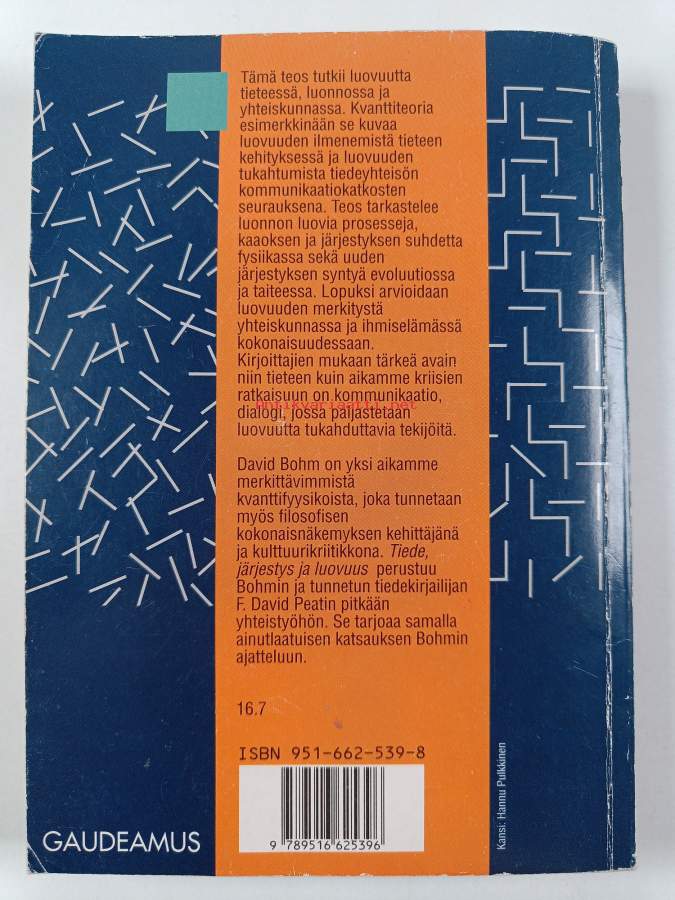 Tämä teos tutkii luovuutta
tieteessä, luonnossa ja
yhteiskunnassa. Kvanttiteoria
esimerkkinään se kuvaa
luovuuden ilmenemistä tieteen
kehityksessä ja luovuuden
tukahtumista tiedeyhteisön
kommunikaatiokatkosten
seurauksena. Teos tarkastelee
luonnon luovia prosesseja,
kaaoksen ja järjestyksen suhdetta
fysiikassa sekä uuden
järjestyksen syntyä evoluutiossa
ja taiteessa. Lopuksi arvioidaan
luovuuden merkitystä
yhteiskunnassa ja ihmiselämässä
kokonaisuudessaan.
Kirjoittajien mukaan tärkeä avain
niin tieteen kuin aikamme kriisien
ratkaisuun on kommunikaatio,
antikvariaatti.net
dialogi, jossa paljastetaan
luovuutta tukahduttavia tekijöitä.
David Bohm on yksi aikamme
merkittävimmistä
kvanttifyysikoista, joka tunnetaan
myös filosofisen
kokonaisnäkemyksen kehittäjänä
ja kulttuurikriitikkona. Tiede,
järjestys ja luovuus perustuu
Bohmin ja tunnetun tiedekirjailijan
F. David Peatin pitkään
yhteistyöhön. Se tarjoaa samalla
ainutlaatuisen katsauksen Bohmin
ajatteluun.
16.7
ISBN 951-662-539-8
9 789516 625396
GAUDEAMUS
Kansi: Hannu Pulkkinen